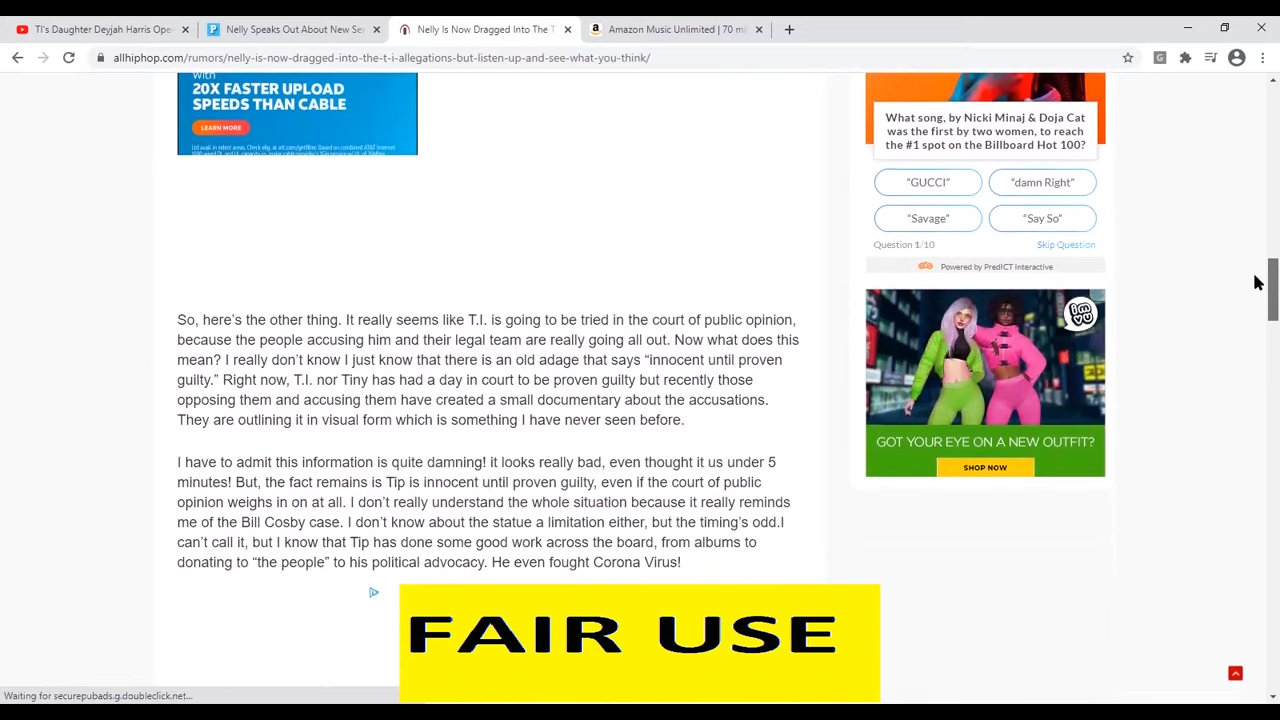 TI's Daughter Deyjah Harris Ope
Nelly Speaks Out About New Se
Nelly Is Now Dragged Into The T
Amazon Music Unlimited | 70 mi
allhiphop.com/rumors/nelly-is-now-dragged-into-the-t-i-allegations-but-listen-up-and-see-what-you-think/
With
20X FASTER UPLOAD
SPEEDS THAN CABLE
LEARN MORE
So, here's the other thing. It really seems like T.I. is going to be tried in the court of public opinion,
because the people accusing him and their legal team are really going all out. Now what does this
mean? I really don't know I just know that there is an old adage that says “innocent until proven
guilty.” Right now, T.I. nor Tiny has had a day in court to be proven guilty but recently those
opposing them and accusing them have created a small documentary about the accusations.
They are outlining it in visual form which is something I have never seen before.
I have to admit this information is quite damning! it looks really bad, even thought it us under 5
minutes! But, the fact remains is Tip is innocent until proven guilty, even if the court of public
opinion weighs in on at all. I don't really understand the whole situation because it really reminds
me of the Bill Cosby case. I don't know about the statue a limitation either, but the timing's odd.I
can't call it, but I know that Tip has done some good work across the board, from albums to
donating to “the people” to his political advocacy. He even fought Corona Virus!
What song, by Nicki Minaj & Doja Cat
was the first by two women, to reach
the #1 spot on the Billboard Hot 100?
“GUCCI”
“damn Right”
“Savage”
“Say So”
Question 1/10
Skip Question
Powered by PredICT Interactive
imvu
GOT YOUR EYE ON A NEW OUTFIT?
SHOP NOW
FAIR USE
Waiting for securepubads.g.doubleclick.net...